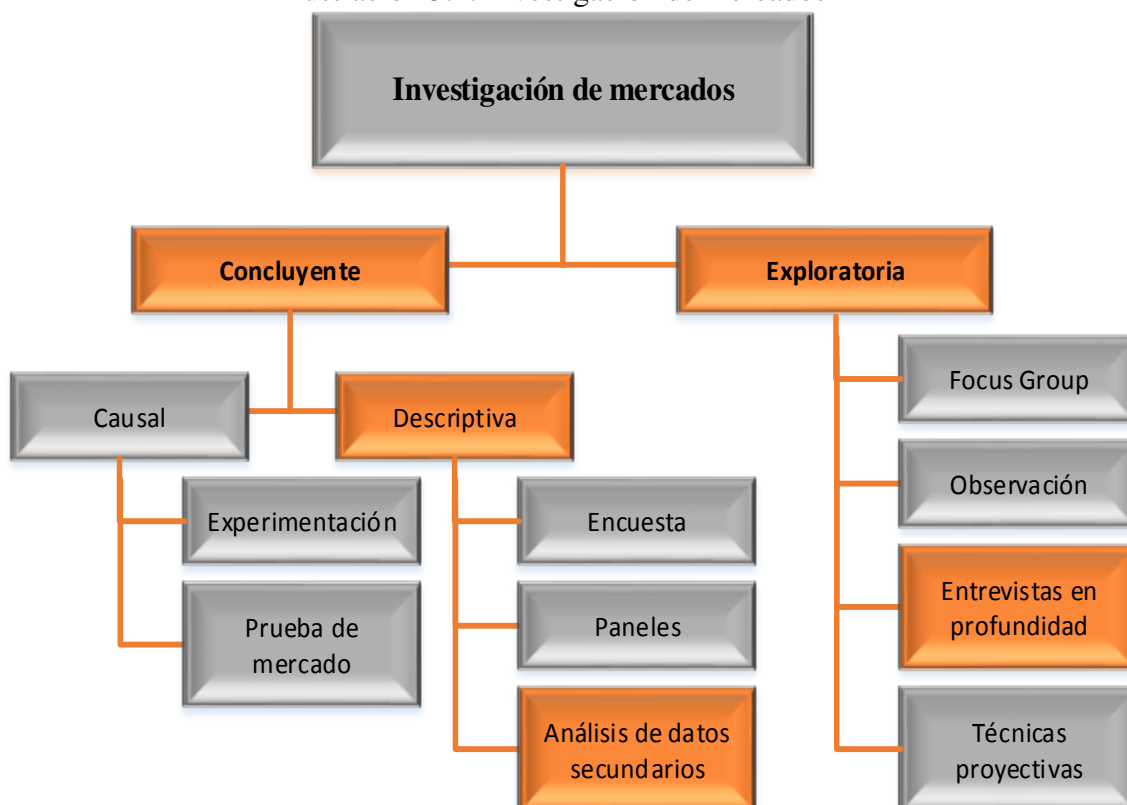 Investigación de mercados
Concluyente
Exploratoria
Causal
Descriptiva
Focus Group
Observación
Experimentación
Encuesta
Entrevistas en
profundidad
Prueba de
mercado
Paneles
Análisis de datos
secundarios
Técnicas
proyectivas